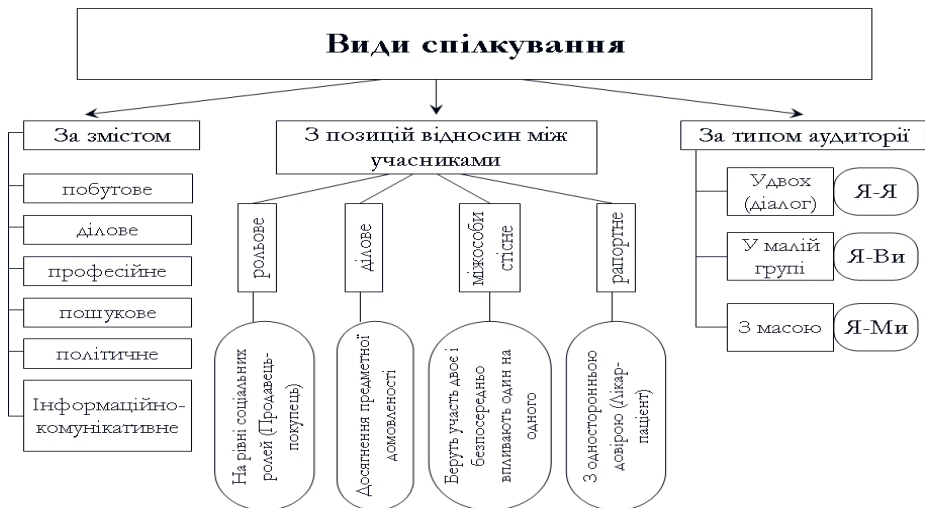 Види спілкування
За змістом
побутове
ділове
професійне
пошукове
політичне
Інформаційно-
комунікативне
З позицій відносин між
учасниками
рольове
На рівні соціальних
ролей (Продавець-
покупець)
ділове
Досягнення предметної
домовленості
міжособи
стісне
Беруть участь двоє і
безпосередньо
впливають один на
одного
рапортне
З односторонньою
довірою (Лікар-
пацієнт)
За типом аудиторії
Удвох
(діалог)
Я-Я
У малій
групі
Я-Ви
З масою
Я-Ми